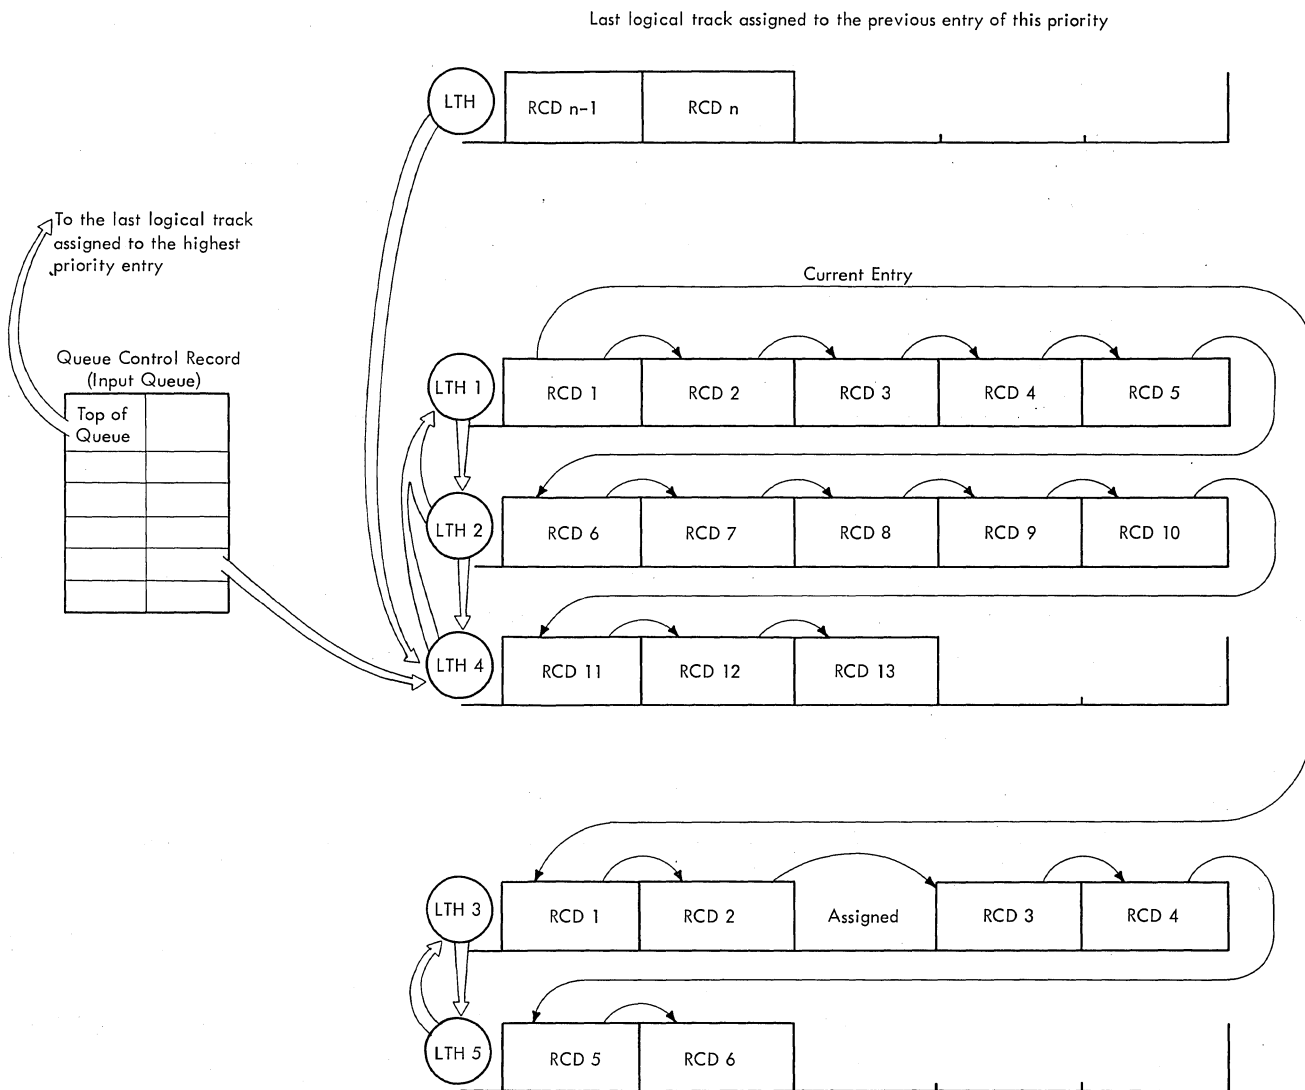 Last logical track assigned to the previous entry of this priority
LTH
RCD n-1
RCD n
To the last logical track
assigned to the highest
priority entry
Current Entry
Queue Control Record
(Input Queue)
Top of
Queue
LTH 1
RCD 1
RCD 2
RCD 3
RCD 4
RCD 5
LTH 2
RCD 6
RCD 7
RCD 8
RCD 9
RCD 10
LTH 4
RCD 11
RCD 12
RCD 13
LTH 3
RCD 1
RCD 2
Assigned
RCD 3
RCD 4
LTH 5
RCD 5
RCD 6